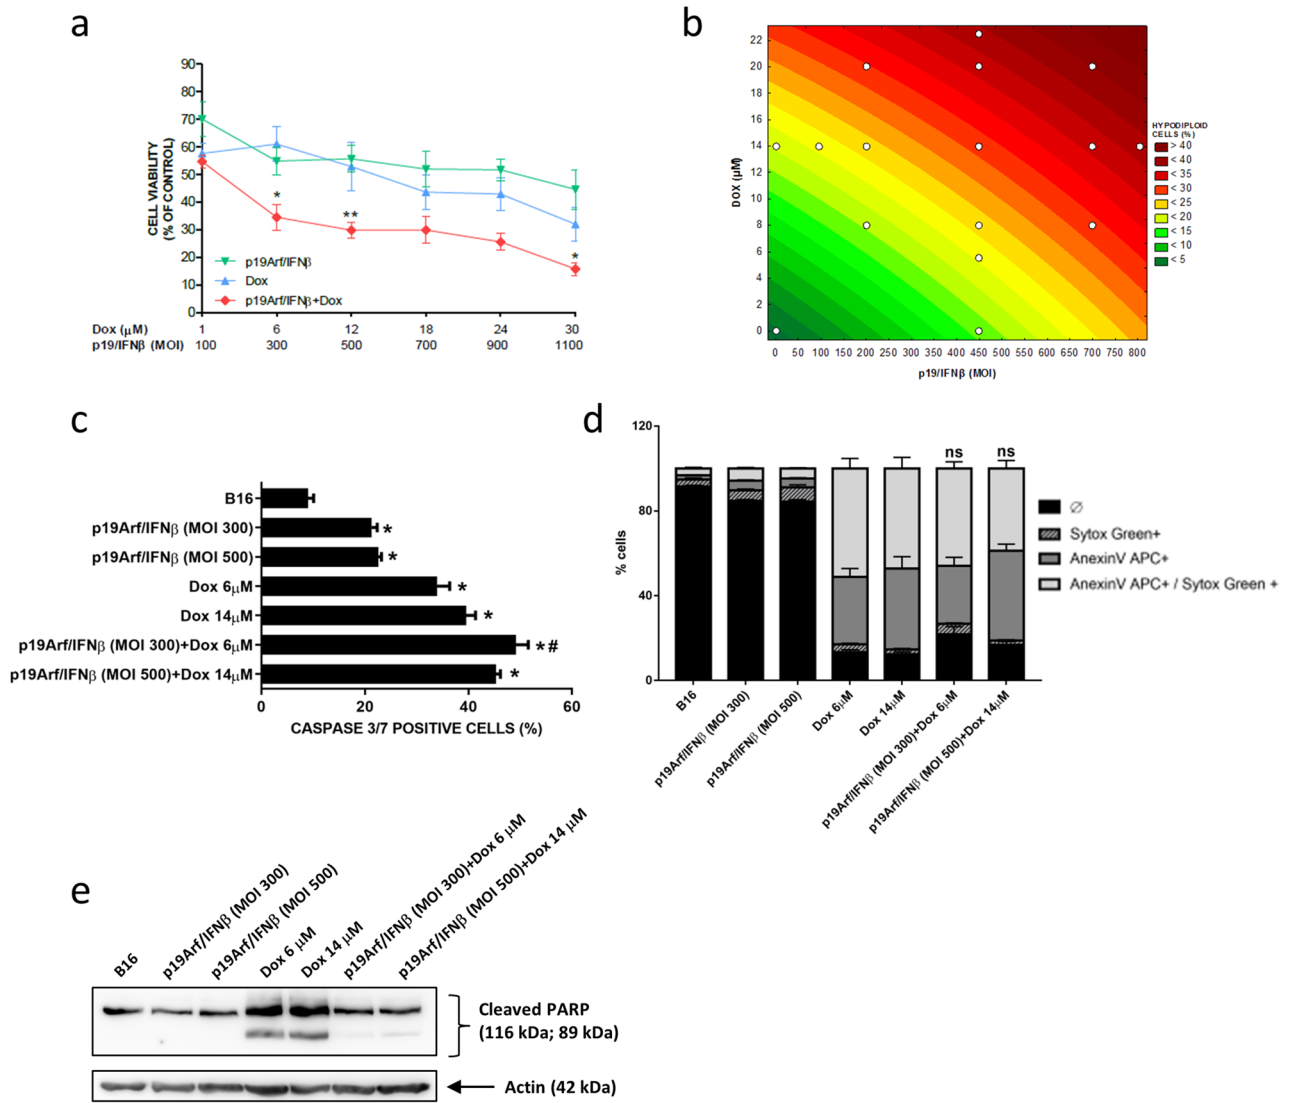 a
90
80
70
60
50
40
30
20
10
0
CELL VIABILITY
(% OF CONTROL)
*
**
*
p19Arf/IFNβ
Dox
p19Arf/IFNβ+Dox
Dox (μM) 1 6 12 18 24 30
p19/IFNβ (MOI) 100 300 500 700 900 1100
b
22
20
18
16
14
12
10
8
6
4
2
0
DOX (μM)
0 50 100 150 200 250 300 350 400 450 500 550 600 650 700 750 800
p19/IFNβ (MOI)
HYPODIPLOID
CELLS (%)
> 40
< 40
< 35
< 30
< 25
< 20
< 15
< 10
< 5
c
B16
p19Arf/IFNβ (MOI 300) *
p19Arf/IFNβ (MOI 500) *
Dox 6μM *
Dox 14μM *
p19Arf/IFNβ (MOI 300)+Dox 6μM *#
p19Arf/IFNβ (MOI 500)+Dox 14μM *
0 20 40 60
CASPASE 3/7 POSITIVE CELLS (%)
d
120
80
40
0
% cells
ns ns
∅
Sytox Green+
AnexinV APC+
AnexinV APC+ / Sytox Green +
B16
p19Arf/IFNβ (MOI 300)
p19Arf/IFNβ (MOI 500)
Dox 6μM
Dox 14μM
p19Arf/IFNβ (MOI 300)+Dox 6μM
p19Arf/IFNβ (MOI 500)+Dox 14μM
e
B16
p19Arf/IFNβ (MOI 300)
p19Arf/IFNβ (MOI 500)
Dox 6 μM
Dox 14 μM
p19Arf/IFNβ (MOI 300)+Dox 6 μM
p19Arf/IFNβ (MOI 500)+Dox 14 μM
Cleaved PARP
(116 kDa; 89 kDa)
Actin (42 kDa)